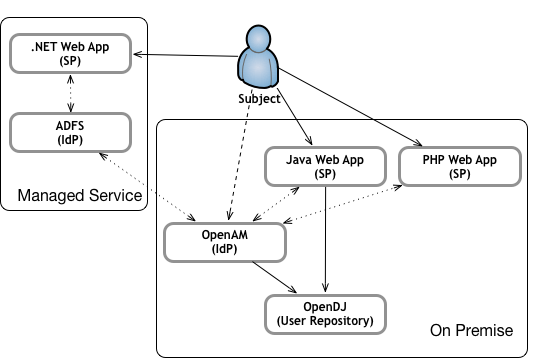 .NET Web App
(SP)
Subject
ADFS
(IdP)
Managed Service
Java Web App
(SP)
PHP Web App
(SP)
OpenAM
(IdP)
OpenDJ
(User Repository)
On Premise